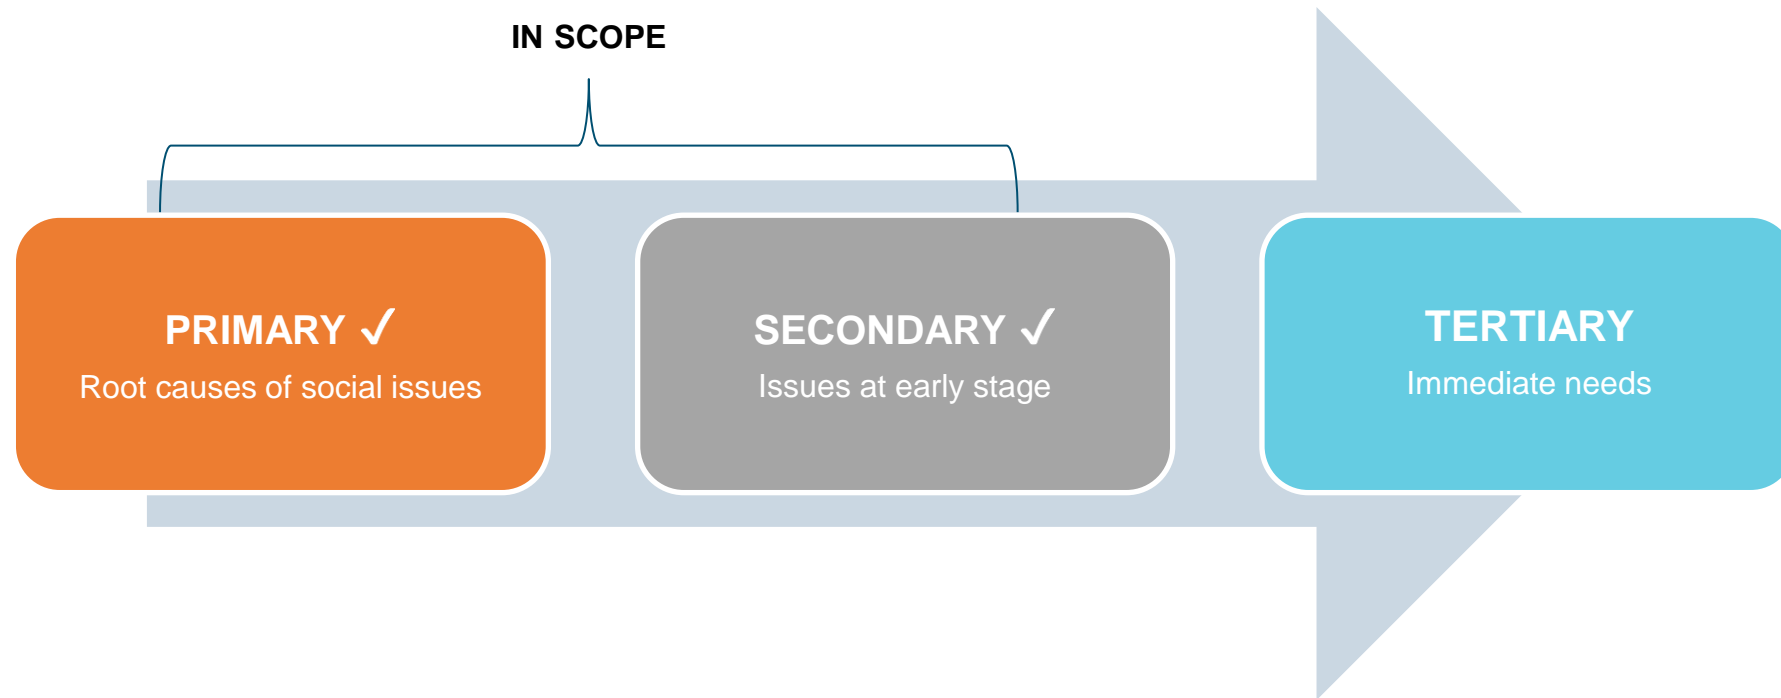 IN SCOPE
PRIMARY ✓
Root causes of social issues
SECONDARY ✓
Issues at early stage
TERTIARY
Immediate needs